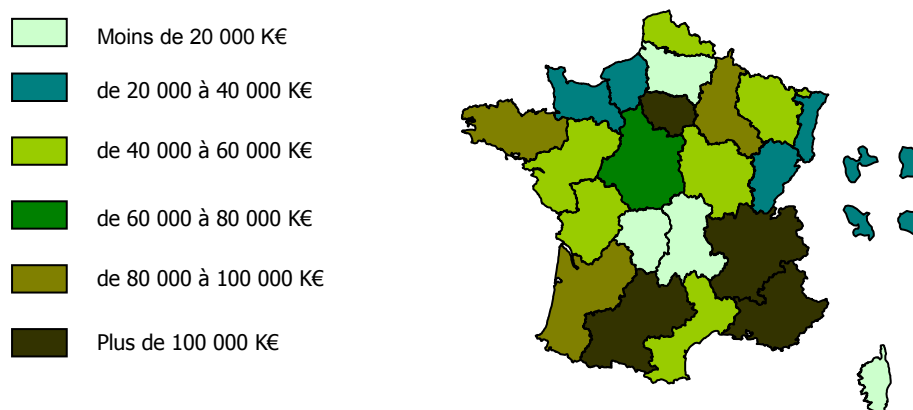 Moins de 20 000 K€
de 20 000 à 40 000 K€
de 40 000 à 60 000 K€
de 60 000 à 80 000 K€
de 80 000 à 100 000 K€
Plus de 100 000 K€